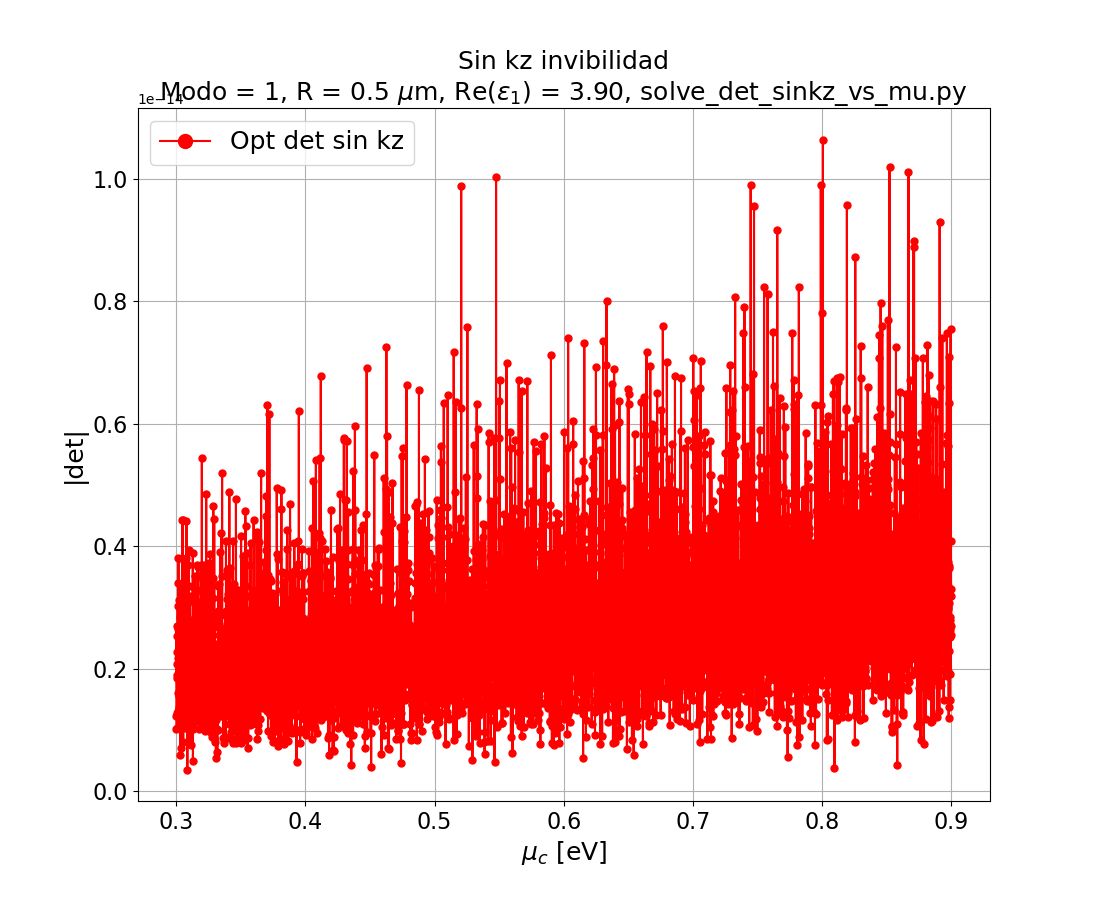 Sin kz invibilidad
Modo = 1, R = 0.5 μm, Re(ε₁) = 3.90, solve_det_sinkz_vs_mu.py
1e−14
Opt det sin kz
1.0
0.8
0.6
0.4
0.2
0.0
|det|
0.3 0.4 0.5 0.6 0.7 0.8 0.9
μ_c [eV]